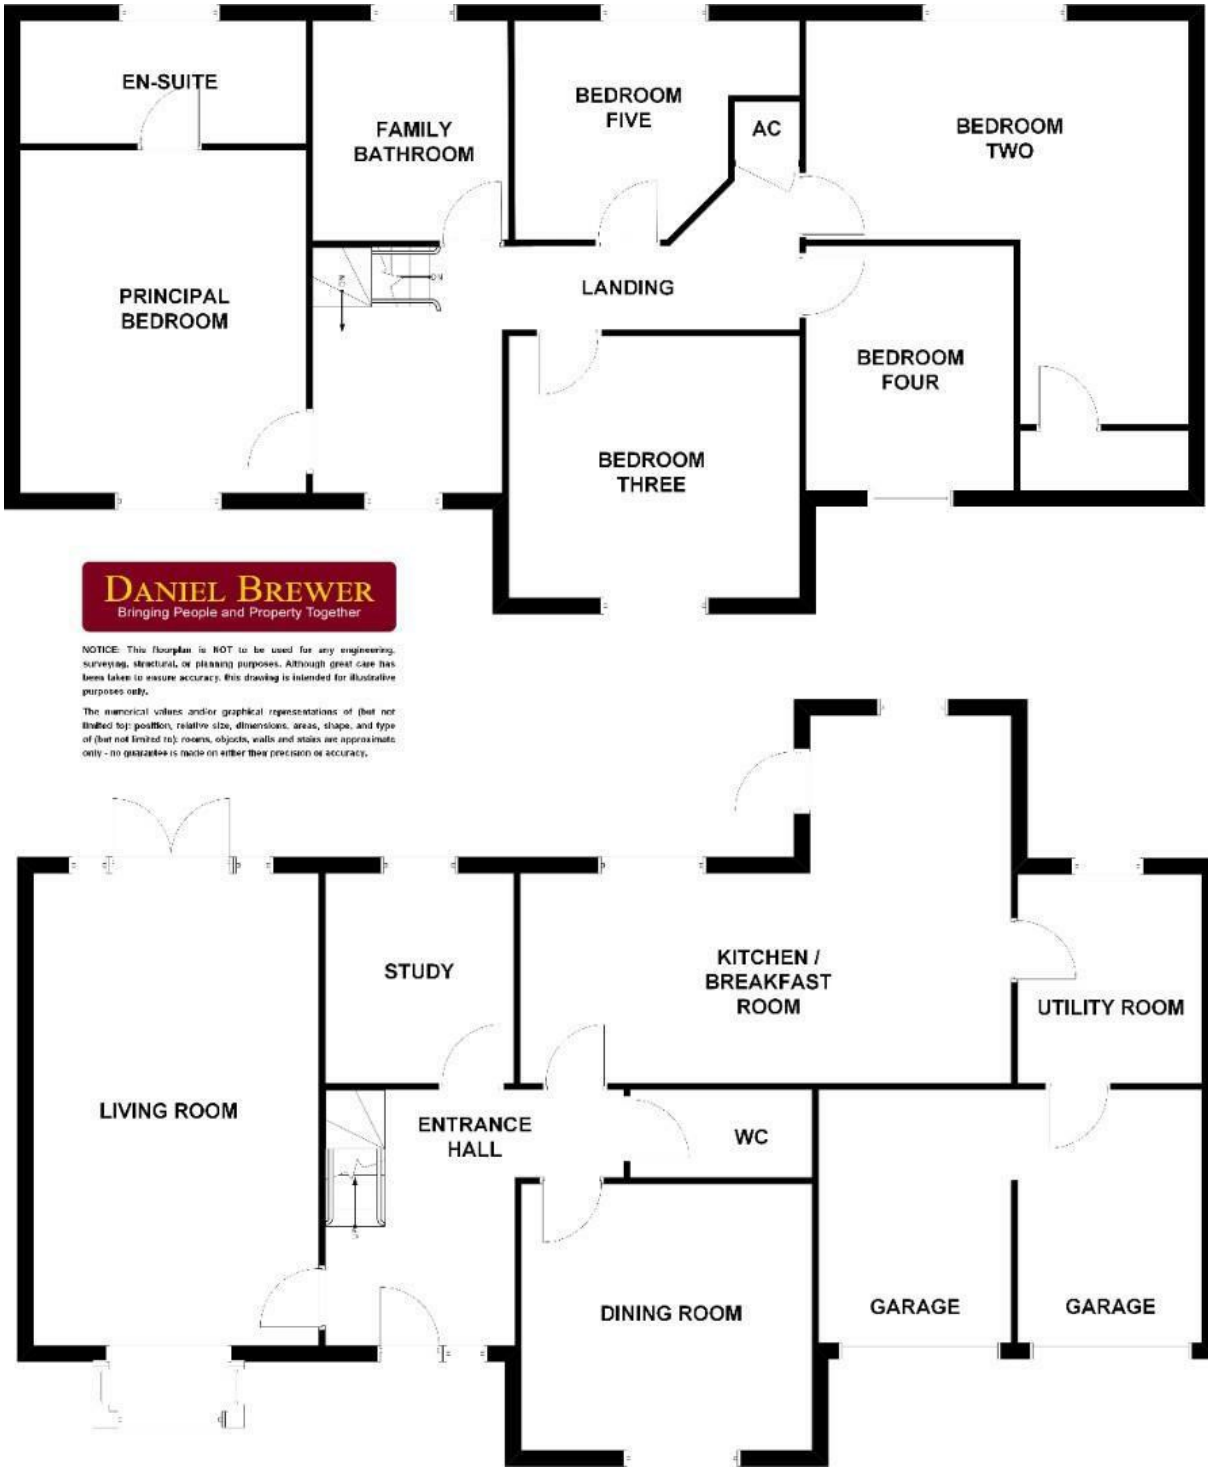 EN-SUITE
FAMILY
BATHROOM
BEDROOM
FIVE
AC
BEDROOM
TWO
PRINCIPAL
BEDROOM
DN
DN
LANDING
BEDROOM
FOUR
BEDROOM
THREE
DANIEL BREWER
Bringing People and Property Together
NOTICE: This floorplan is NOT to be used for any engineering,
surveying, structural, or planning purposes. Although great care has
been taken to ensure accuracy, this drawing is intended for illustrative
purposes only.
The numerical values and/or graphical representations of (but not
limited to): position, relative size, dimensions, areas, shape, and type
of (but not limited to): rooms, objects, walls and stairs are approximate
only - no guarantee is made on either their precision or accuracy.
STUDY
KITCHEN /
BREAKFAST
ROOM
UTILITY ROOM
LIVING ROOM
ENTRANCE
HALL
WC
UP
DINING ROOM
GARAGE
GARAGE